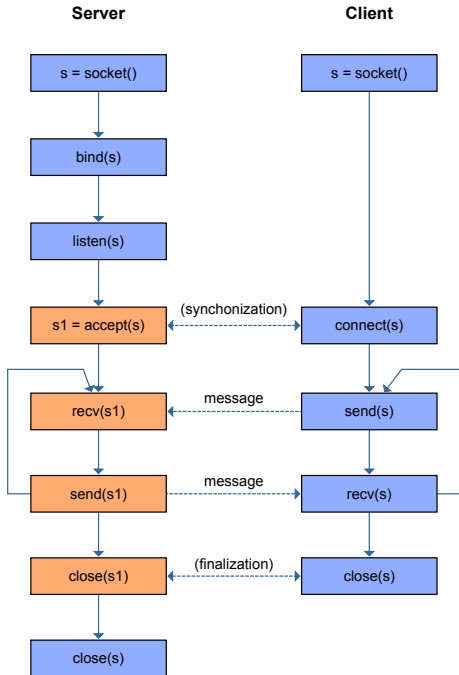 Server Client
s = socket() s = socket()
bind(s)
listen(s)
(synchonization)
s1 = accept(s) connect(s)
message
recv(s1) send(s)
message
send(s1) recv(s)
(finalization)
close(s1) close(s)
close(s)